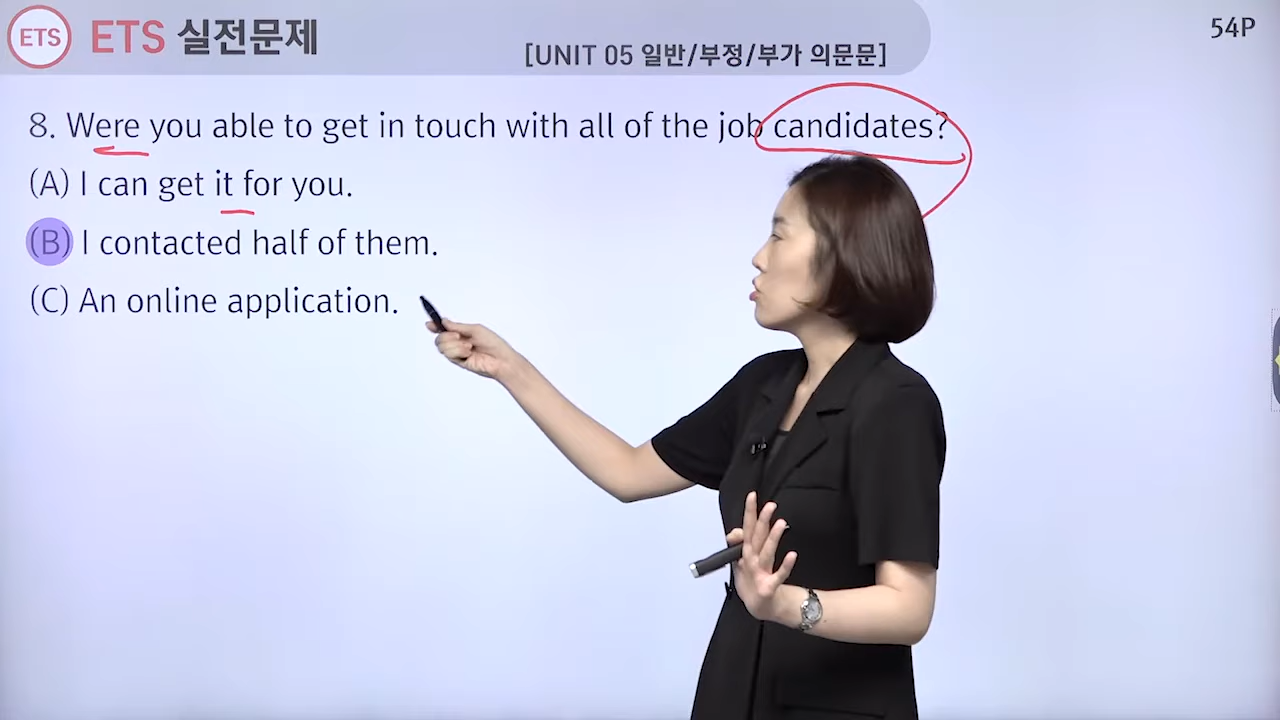 ETS ETS 실전문제
[UNIT 05 일반/부정/부가 의문문]
54P
8. Were you able to get in touch with all of the job candidates?
(A) I can get it for you.
(B) I contacted half of them.
(C) An online application.